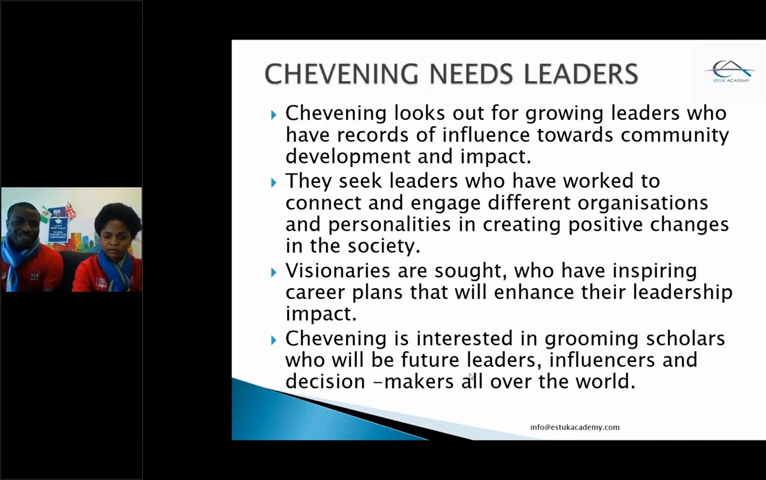 CHEVENING NEEDS LEADERS
ESTUK ACADEMY
Chevening looks out for growing leaders who
have records of influence towards community
development and impact.
They seek leaders who have worked to
connect and engage different organisations
and personalities in creating positive changes
in the society.
Visionaries are sought, who have inspiring
career plans that will enhance their leadership
impact.
Chevening is interested in grooming scholars
who will be future leaders, influencers and
decision -makers all over the world.
info@estukacademy.com